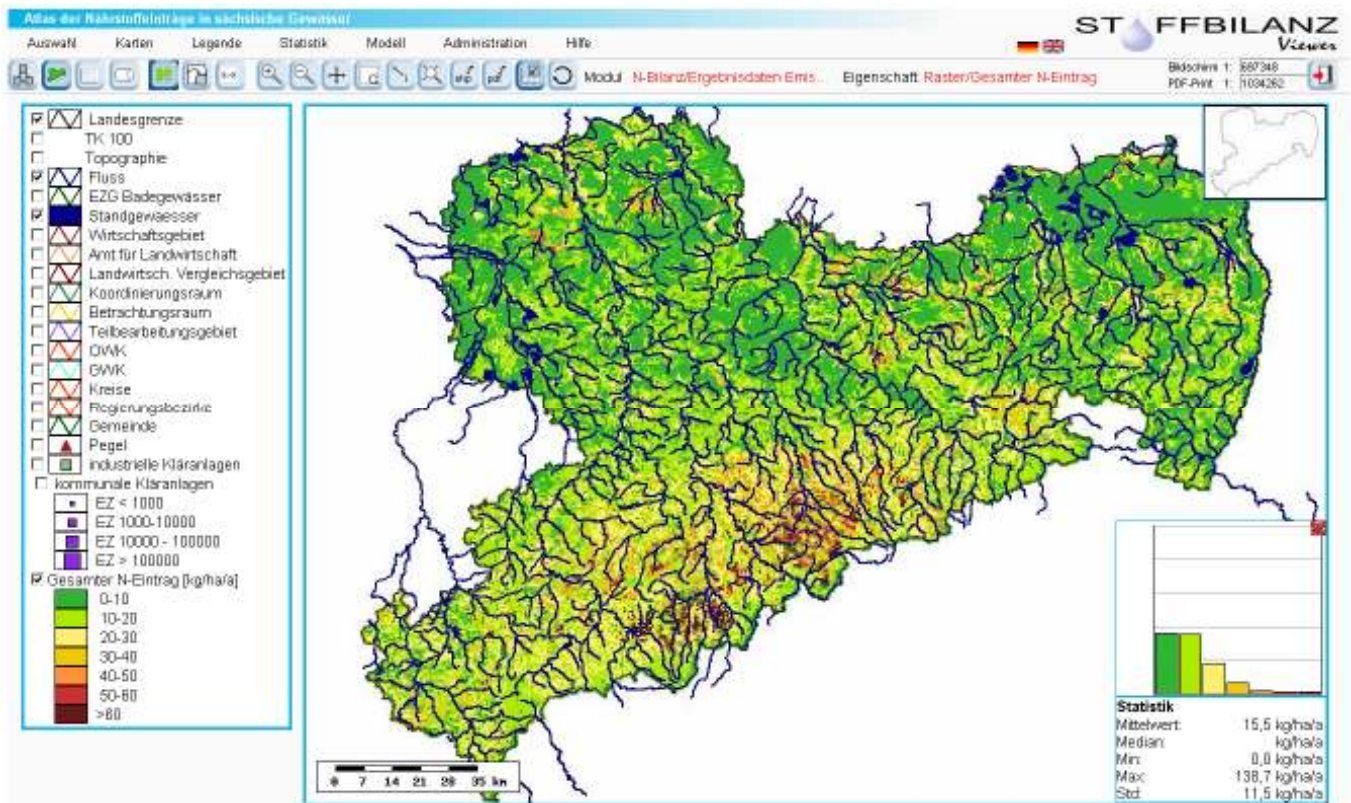 Atlas der Nährstoffeinträge in sächsische Gewässer
STOFFBILANZ
Viewer
Auswahl Karten Legende Statistik Modell Administration Hilfe
Modul N-Bilanz/Ergebnisdaten Emis... Eigenschaft Raster/Gesamter N-Eintrag
Bildschirm 1: 697348
PDF-Print 1: 1034262
Landesgrenze
TK 100
Topographie
Fluss
EZG Badegewässer
Standgewaesser
Wirtschaftsgebiet
Amt für Landwirtschaft
Landwirtsch. Vergleichsgebiet
Koordinierungsraum
Betrachtungsraum
Teilbearbeitungsgebiet
OWK
GWK
Kreise
Regierungsbezirke
Gemeinde
Pegel
industrielle Kläranlagen
kommunale Kläranlagen
EZ < 1000
EZ 1000-10000
EZ 10000 - 100000
EZ > 100000
Gesamter N-Eintrag [kg/ha/a]
0-10
10-20
20-30
30-40
40-50
50-60
>60
0 7 14 21 28 35 km
Statistik
Mittelwert: 15,5 kg/ha/a
Median: kg/ha/a
Min: 0,0 kg/ha/a
Max: 138,7 kg/ha/a
Std: 11,5 kg/ha/a